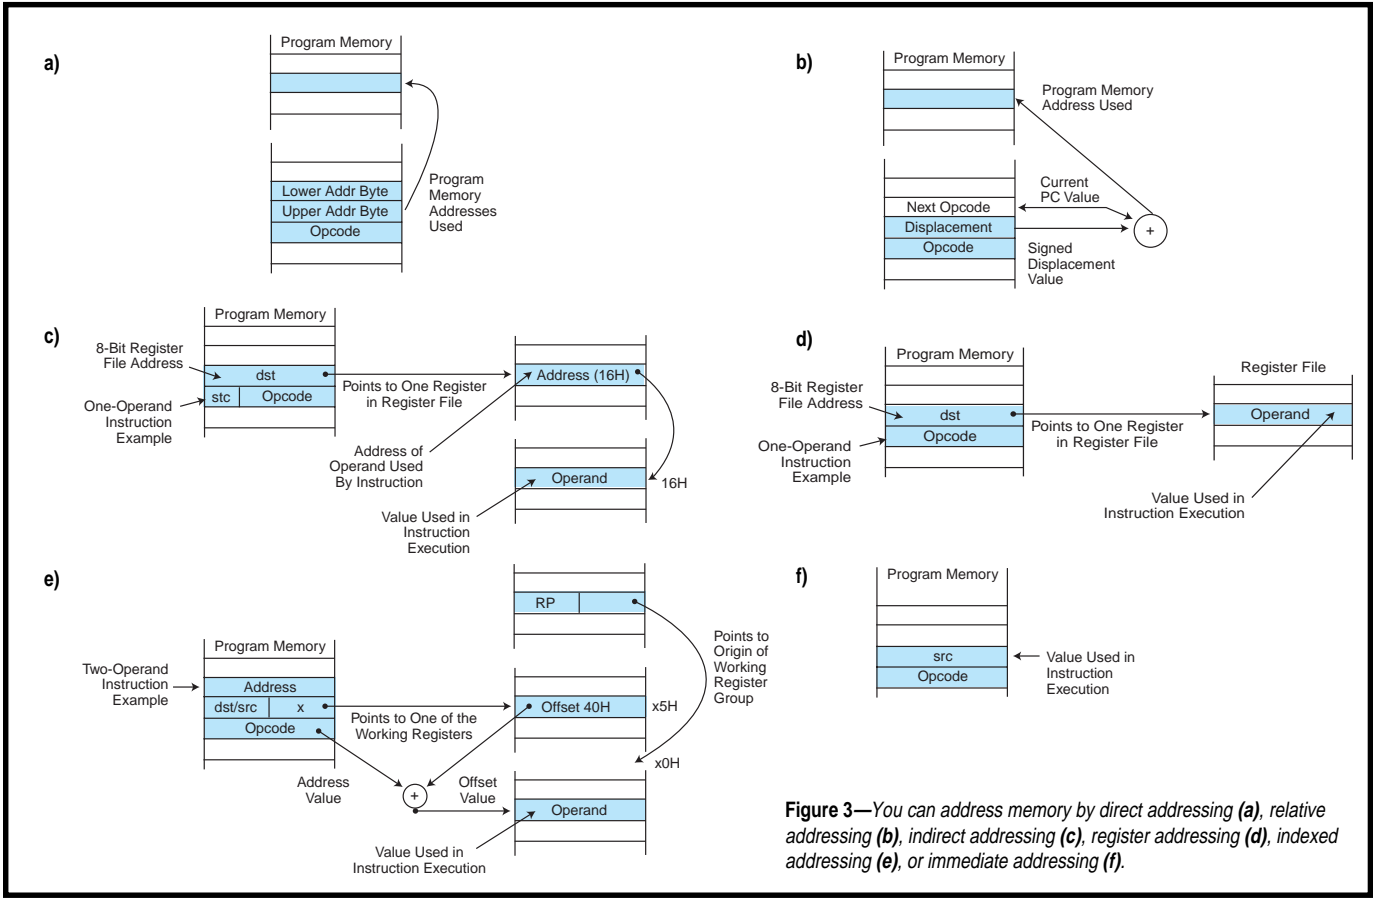 a)
Program Memory
Lower Addr Byte
Upper Addr Byte
Opcode
Program
Memory
Addresses
Used
b)
Program Memory
Program Memory
Address Used
Next Opcode
Displacement
Opcode
Current
PC Value
+
Signed
Displacement
Value
c)
Program Memory
8-Bit Register
File Address
dst
stc Opcode
One-Operand
Instruction
Example
Points to One Register
in Register File
Address (16H)
Address of
Operand Used
By Instruction
Operand
16H
Value Used in
Instruction
Execution
d)
Program Memory
8-Bit Register
File Address
dst
Opcode
One-Operand
Instruction
Example
Points to One Register
in Register File
Register File
Operand
Value Used in
Instruction Execution
e)
Program Memory
Two-Operand
Instruction
Example
Address
dst/src x
Opcode
Points to One of the
Working Registers
RP
Points to
Origin of
Working
Register
Group
Offset 40H
x5H
x0H
Address
Value
+
Offset
Value
Operand
Value Used in
Instruction Execution
f)
Program Memory
src
Opcode
Value Used in
Instruction
Execution
Figure 3—You can address memory by direct addressing (a), relative
addressing (b), indirect addressing (c), register addressing (d), indexed
addressing (e), or immediate addressing (f).